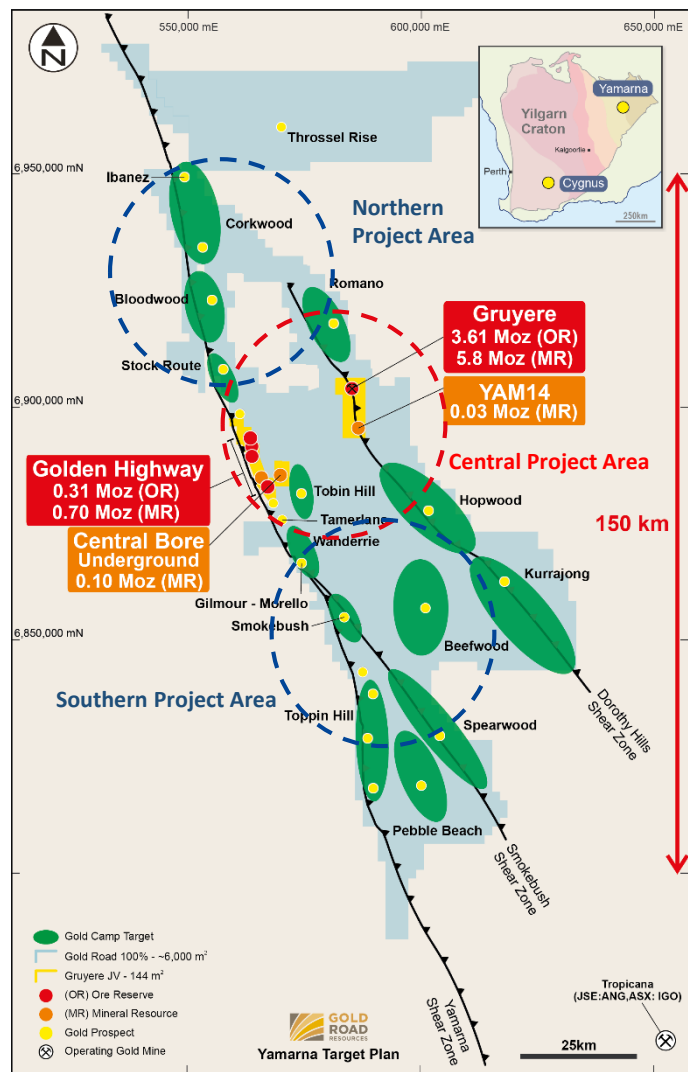 550,000 mE
600,000 mE
650,000 mE
N
Yamarna
Yilgarn
Craton
Kalgoorlie
Perth
Cygnus
250km
Throssel Rise
6,950,000 mN
Ibanez
Corkwood
Northern
Project Area
Bloodwood
Romano
Gruyere
3.61 Moz (OR)
5.8 Moz (MR)
Stock Route
YAM14
0.03 Moz (MR)
6,900,000 mN
Golden Highway
0.31 Moz (OR)
0.70 Moz (MR)
Central Project Area
Tobin Hill
Hopwood
150 km
Tamerlane
Central Bore
Underground
0.10 Moz (MR)
Wanderrie
Kurrajong
Gilmour - Morello
Smokebush
Beefwood
6,850,000 mN
Southern Project Area
Toppin Hill
Spearwood
Dorothy Hills
Shear Zone
Pebble Beach
Smokebush
Shear Zone
Yamarna
Shear Zone
Gold Camp Target
Gold Road 100% - ~6,000 m²
Gruyere JV - 144 m²
(OR) Ore Reserve
(MR) Mineral Resource
Gold Prospect
Operating Gold Mine
GOLD
ROAD
RESOURCES
Yamarna Target Plan
Tropicana
(JSE:ANG,ASX: IGO)
25km